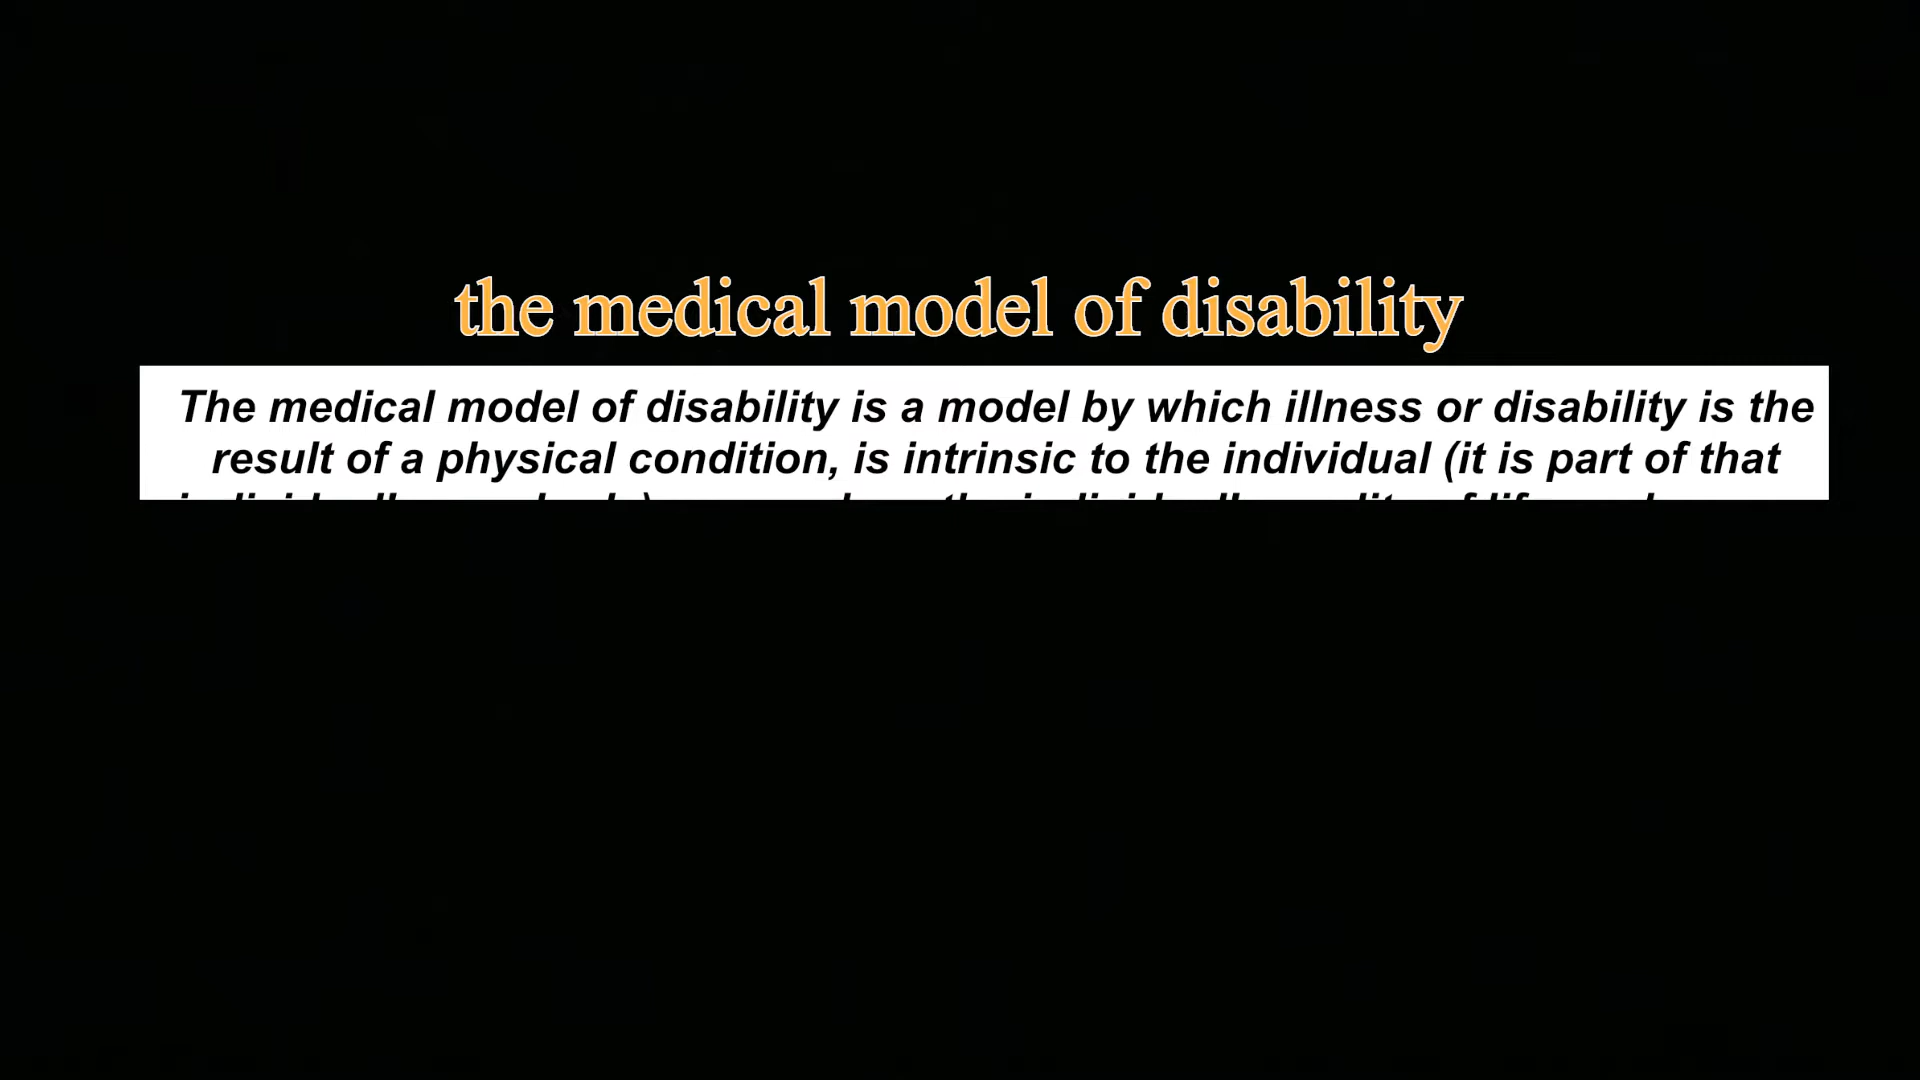 the medical model of disability
The medical model of disability is a model by which illness or disability is the
result of a physical condition, is intrinsic to the individual (it is part of that